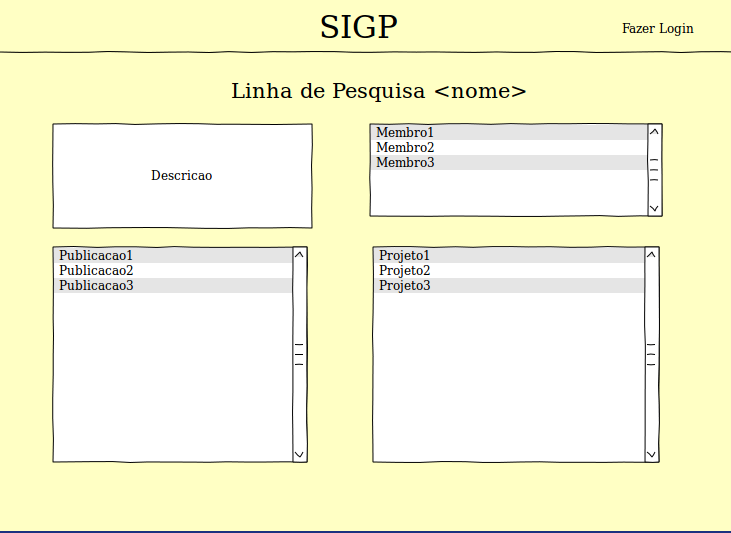 SIGP
Fazer Login
Linha de Pesquisa <nome>
Descricao
Membro1
Membro2
Membro3
Publicacao1
Publicacao2
Publicacao3
Projeto1
Projeto2
Projeto3